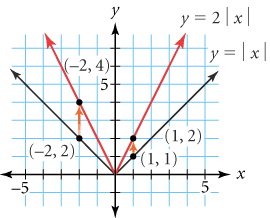 y
y = 2 | x |
y = | x |
(−2, 4)
5
(1, 2)
(−2, 2)
(1, 1)
x
−5
5